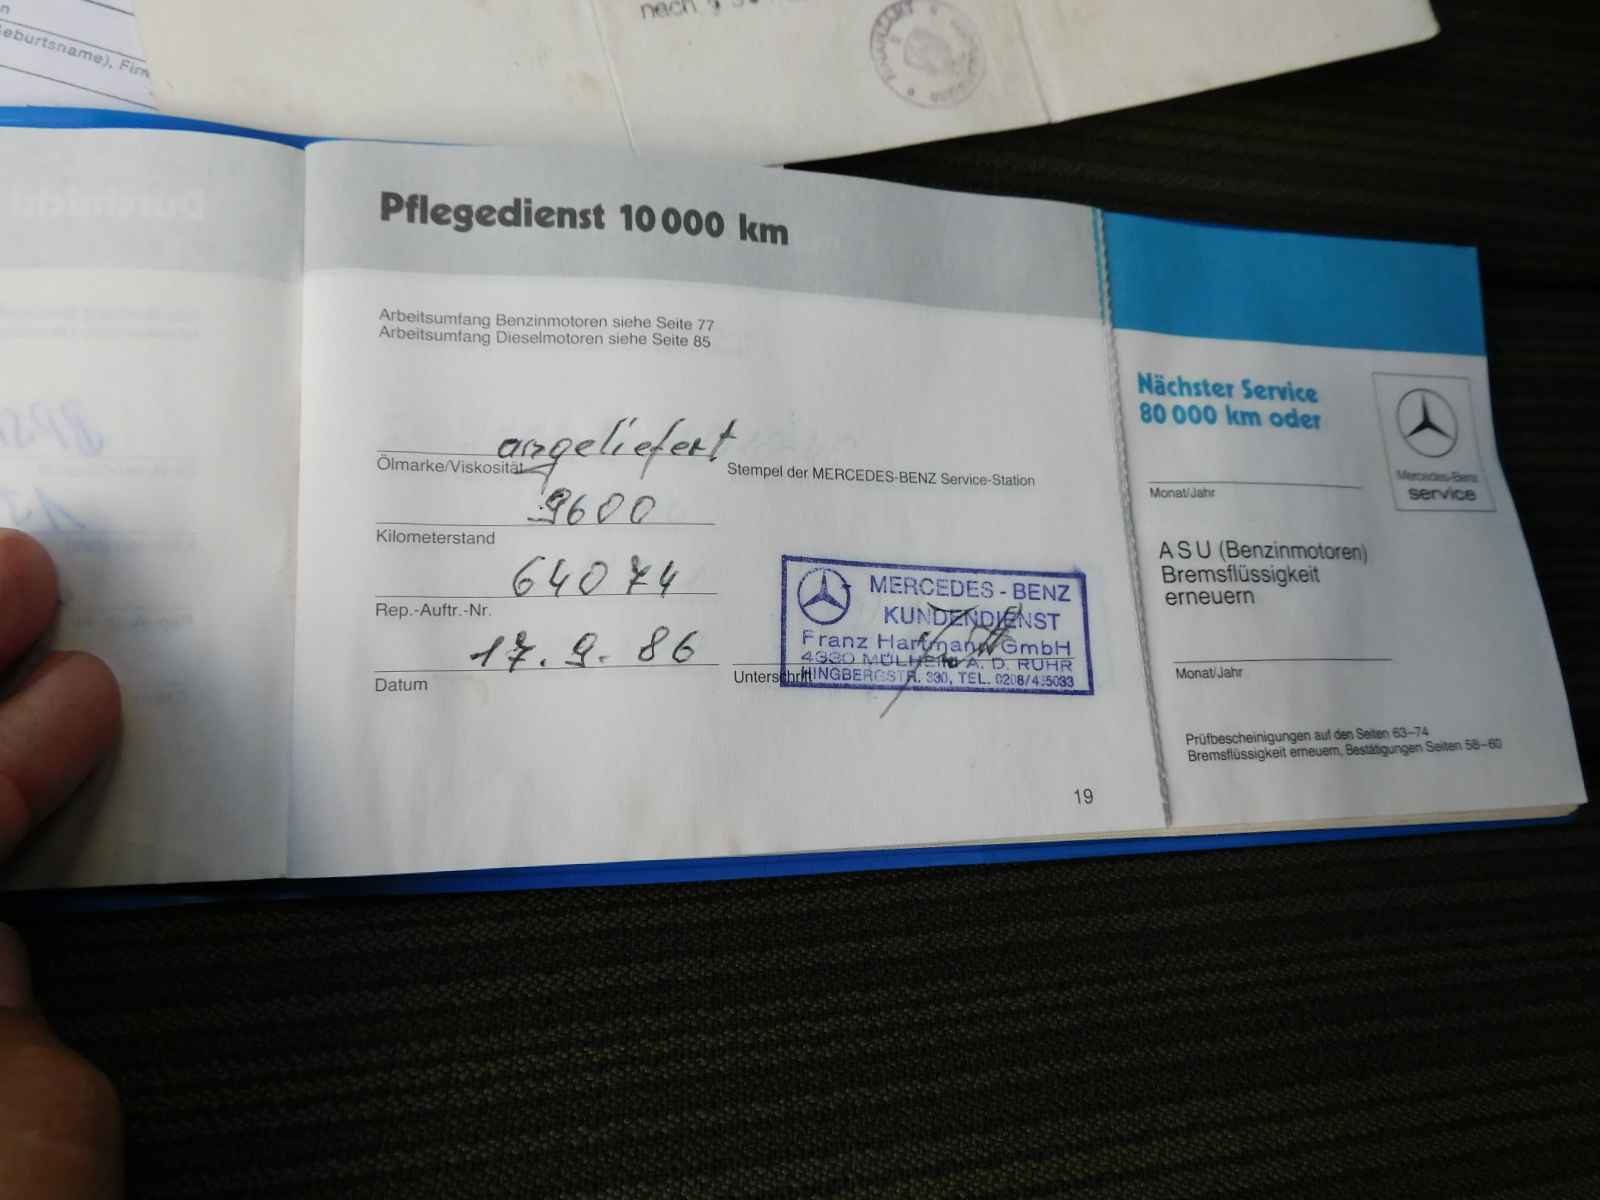 nach §
Geburtsname), Firm
Pflegedienst 10 000 km
Arbeitsumfang Benzinmotoren siehe Seite 77
Arbeitsumfang Dieselmotoren siehe Seite 85
angeliefert
Ölmarke/Viskosität
Stempel der MERCEDES-BENZ Service-Station
9600
Kilometerstand
64074
Rep.-Auftr.-Nr.
17. 9. 86
Datum
Unterschrift
MERCEDES-BENZ
KUNDENDIENST
Franz Hartmann GmbH
4330 MÜLHEIM A. D. RUHR
330, TEL. 0208/435033
19
Nächster Service
80 000 km oder
Monat/Jahr
Mercedes-Benz
service
ASU (Benzinmotoren)
Bremsflüssigkeit
erneuern
Monat/Jahr
Prüfbescheinigungen auf den Seiten 63–74
Bremsflüssigkeit erneuern, Bestätigungen Seiten 58–60